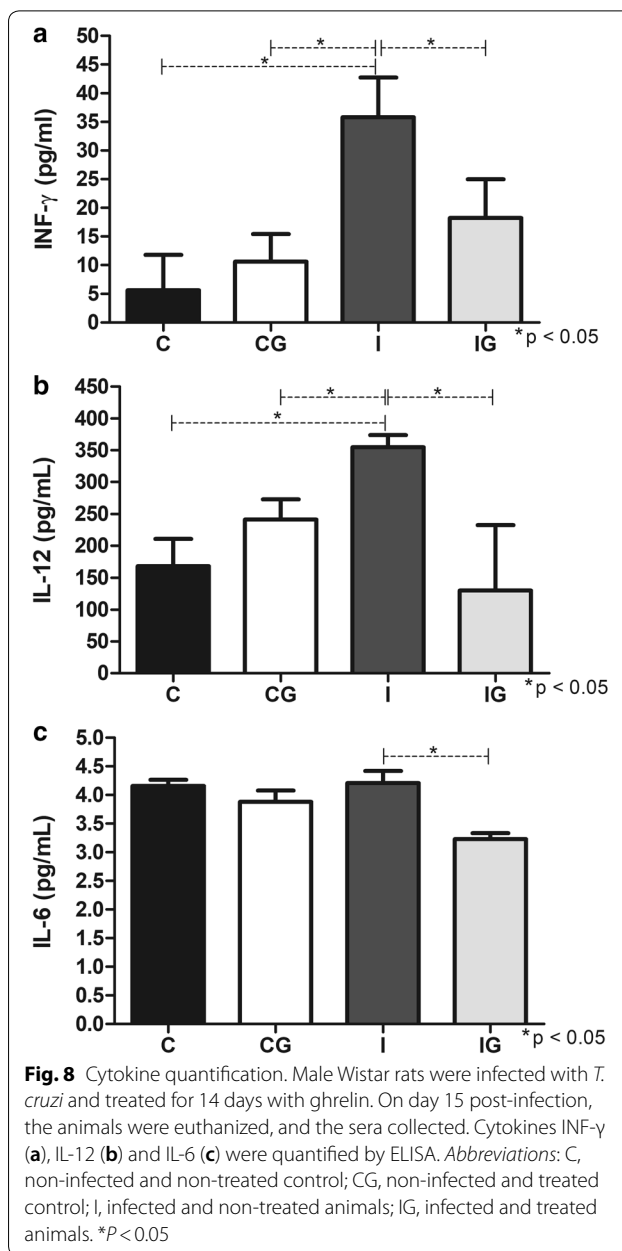 a
* *
*
50
45
40
35
30
25
20
15
10
5
0
INF-γ (pg/ml)
C CG I IG
*p < 0.05
b
* *
*
450
400
350
300
250
200
150
100
50
0
IL-12 (pg/mL)
C CG I IG
*p < 0.05
c
*
5.0
4.5
4.0
3.5
3.0
2.5
2.0
1.5
1.0
0.5
0.0
IL-6 (pg/mL)
C CG I IG
*p < 0.05
Fig. 8 Cytokine quantification. Male Wistar rats were infected with T.
cruzi and treated for 14 days with ghrelin. On day 15 post-infection,
the animals were euthanized, and the sera collected. Cytokines INF-γ
(a), IL-12 (b) and IL-6 (c) were quantified by ELISA. Abbreviations: C,
non-infected and non-treated control; CG, non-infected and treated
control; I, infected and non-treated animals; IG, infected and treated
animals. *P < 0.05